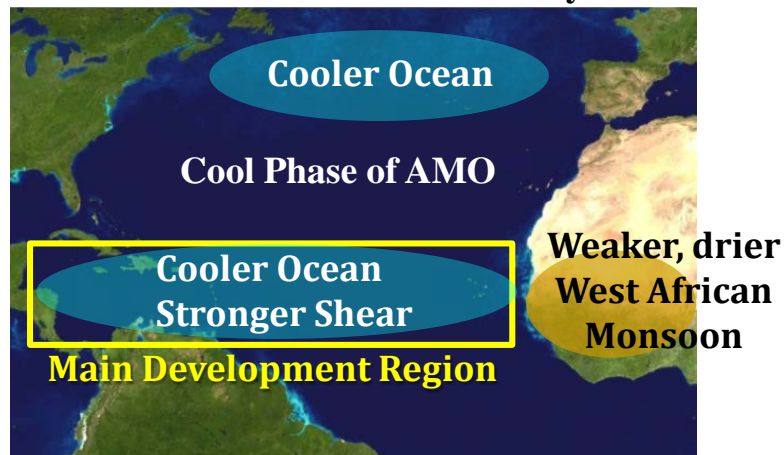 Cooler Ocean
Cool Phase of AMO
Cooler Ocean
Stronger Shear
Weaker, drier
West African
Monsoon
Main Development Region